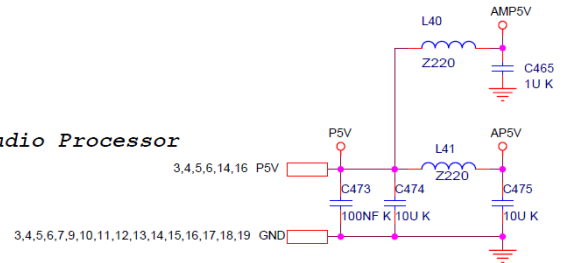 AMP5V
L40
Z220
C465
1U K
udio Processor
P5V
L41
AP5V
3,4,5,6,14,16 P5V
Z220
C473
C474
C475
100NF K
10U K
10U K
3,4,5,6,7,9,10,11,12,13,14,15,16,17,18,19 GND